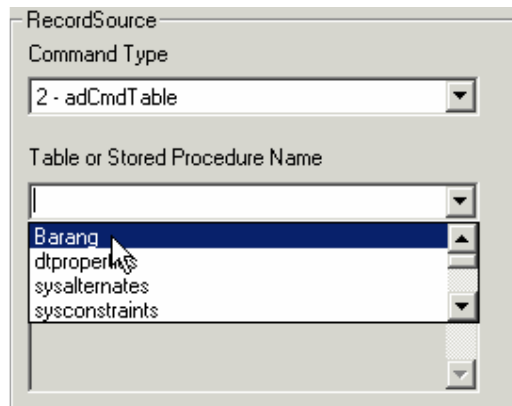 RecordSource
Command Type
2 - adCmdTable
Table or Stored Procedure Name
Barang
dtproperties
sysalternates
sysconstraints